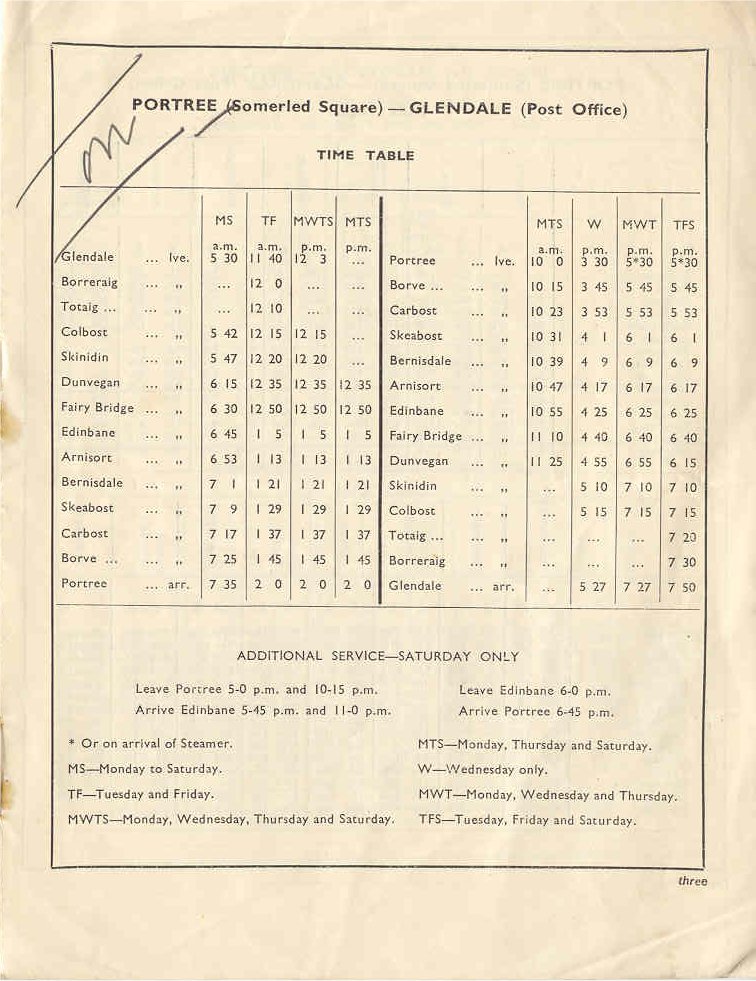 PORTREE (Somerled Square) — GLENDALE (Post Office)
TIME TABLE
MS TF MWTS MTS
a.m. a.m. p.m. p.m.
Glendale ... lve. 5 30 11 40 12 3 ...
Borreraig ... ,, ... 12 0 ... ...
Totaig ... ,, ... 12 10 ... ...
Colbost ... ,, 5 42 12 15 12 15 ...
Skinidin ... ,, 5 47 12 20 12 20 ...
Dunvegan ... ,, 6 15 12 35 12 35 12 35
Fairy Bridge ... ,, 6 30 12 50 12 50 12 50
Edinbane ... ,, 6 45 1 5 1 5 1 5
Arnisort ... ,, 6 53 1 13 1 13 1 13
Bernisdale ... ,, 7 1 1 21 1 21 1 21
Skeabost ... ,, 7 9 1 29 1 29 1 29
Carbost ... ,, 7 17 1 37 1 37 1 37
Borve ... ,, 7 25 1 45 1 45 1 45
Portree ... arr. 7 35 2 0 2 0 2 0
MTS W MWT TFS
a.m. p.m. p.m. p.m.
Portree ... lve. 10 0 3 30 5*30 5*30
Borve ... ,, 10 15 3 45 5 45 5 45
Carbost ... ,, 10 23 3 53 5 53 5 53
Skeabost ... ,, 10 31 4 1 6 1 6 1
Bernisdale ... ,, 10 39 4 9 6 9 6 9
Arnisort ... ,, 10 47 4 17 6 17 6 17
Edinbane ... ,, 10 55 4 25 6 25 6 25
Fairy Bridge ... ,, 11 10 4 40 6 40 6 40
Dunvegan ... ,, 11 25 4 55 6 55 6 15
Skinidin ... ,, ... 5 10 7 10 7 10
Colbost ... ,, ... 5 15 7 15 7 15
Totaig ... ,, ... ... ... 7 20
Borreraig ... ,, ... ... ... 7 30
Glendale ... arr. ... 5 27 7 27 7 50
ADDITIONAL SERVICE—SATURDAY ONLY
Leave Portree 5-0 p.m. and 10-15 p.m.
Arrive Edinbane 5-45 p.m. and 11-0 p.m.
Leave Edinbane 6-0 p.m.
Arrive Portree 6-45 p.m.
* Or on arrival of Steamer.
MS—Monday to Saturday.
TF—Tuesday and Friday.
MWTS—Monday, Wednesday, Thursday and Saturday.
MTS—Monday, Thursday and Saturday.
W—Wednesday only.
MWT—Monday, Wednesday and Thursday.
TFS—Tuesday, Friday and Saturday.
three